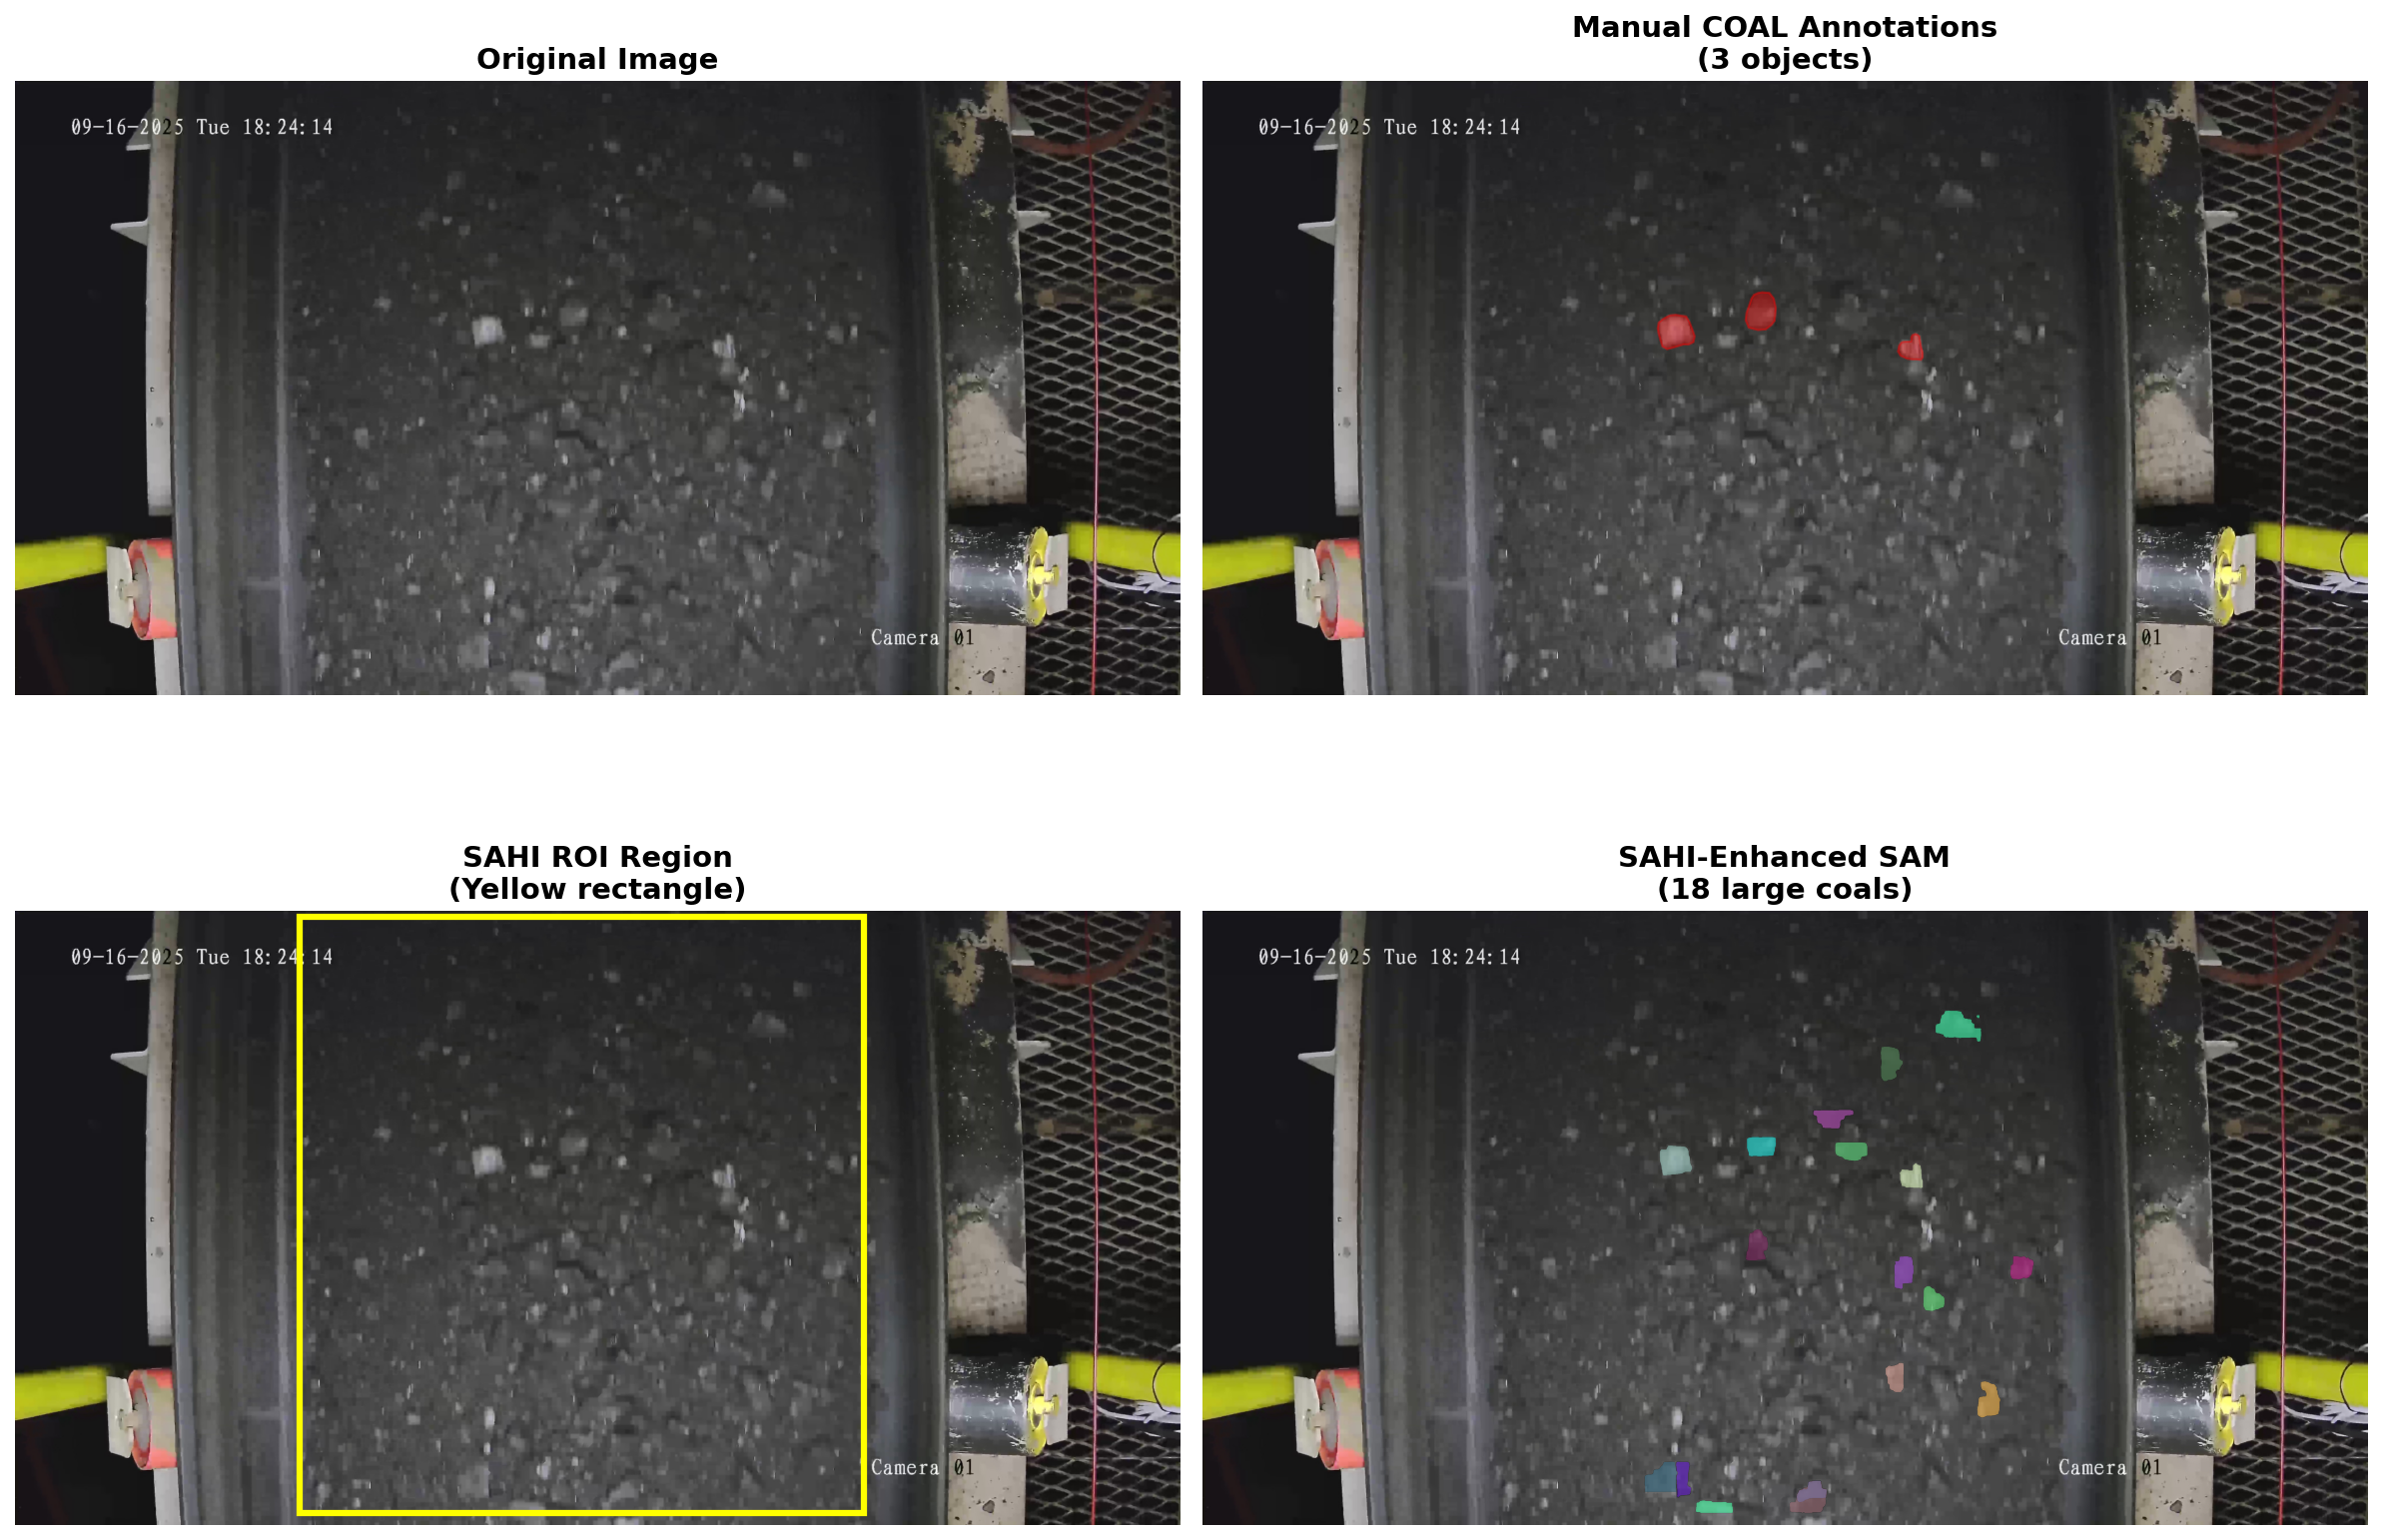 Original Image
09-16-2025 Tue 18:24:14
Camera 01
Manual COAL Annotations
(3 objects)
09-16-2025 Tue 18:24:14
Camera 01
SAHI ROI Region
(Yellow rectangle)
09-16-2025 Tue 18:24:14
Camera 01
SAHI-Enhanced SAM
(18 large coals)
09-16-2025 Tue 18:24:14
Camera 01